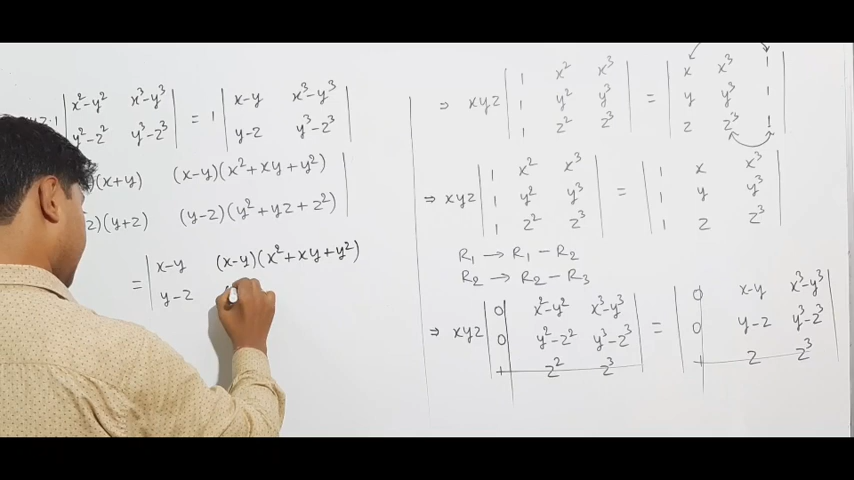 xyz·1 | x²-y² x³-y³ | = 1 | x-y x³-y³ |
| y²-z² y³-z³ | | y-z y³-z³ |
)(x+y) (x-y)(x²+xy+y²) |
z)(y+z) (y-z)(y²+yz+z²) |
= | x-y (x-y)(x²+xy+y²)
| y-z
⇒ xyz | 1 x² x³ | = | x x³ 1 |
| 1 y² y³ | | y y³ 1 |
| 1 z² z³ | | z z³ 1 |
⇒ xyz | 1 x² x³ | = | 1 x x³ |
| 1 y² y³ | | 1 y y³ |
| 1 z² z³ | | 1 z z³ |
R₁ → R₁ - R₂
R₂ → R₂ - R₃
⇒ xyz | 0 x²-y² x³-y³ | = | 0 x-y x³-y³ |
| 0 y²-z² y³-z³ | | 0 y-z y³-z³ |
| 1 z² z³ | | 1 z z³ |